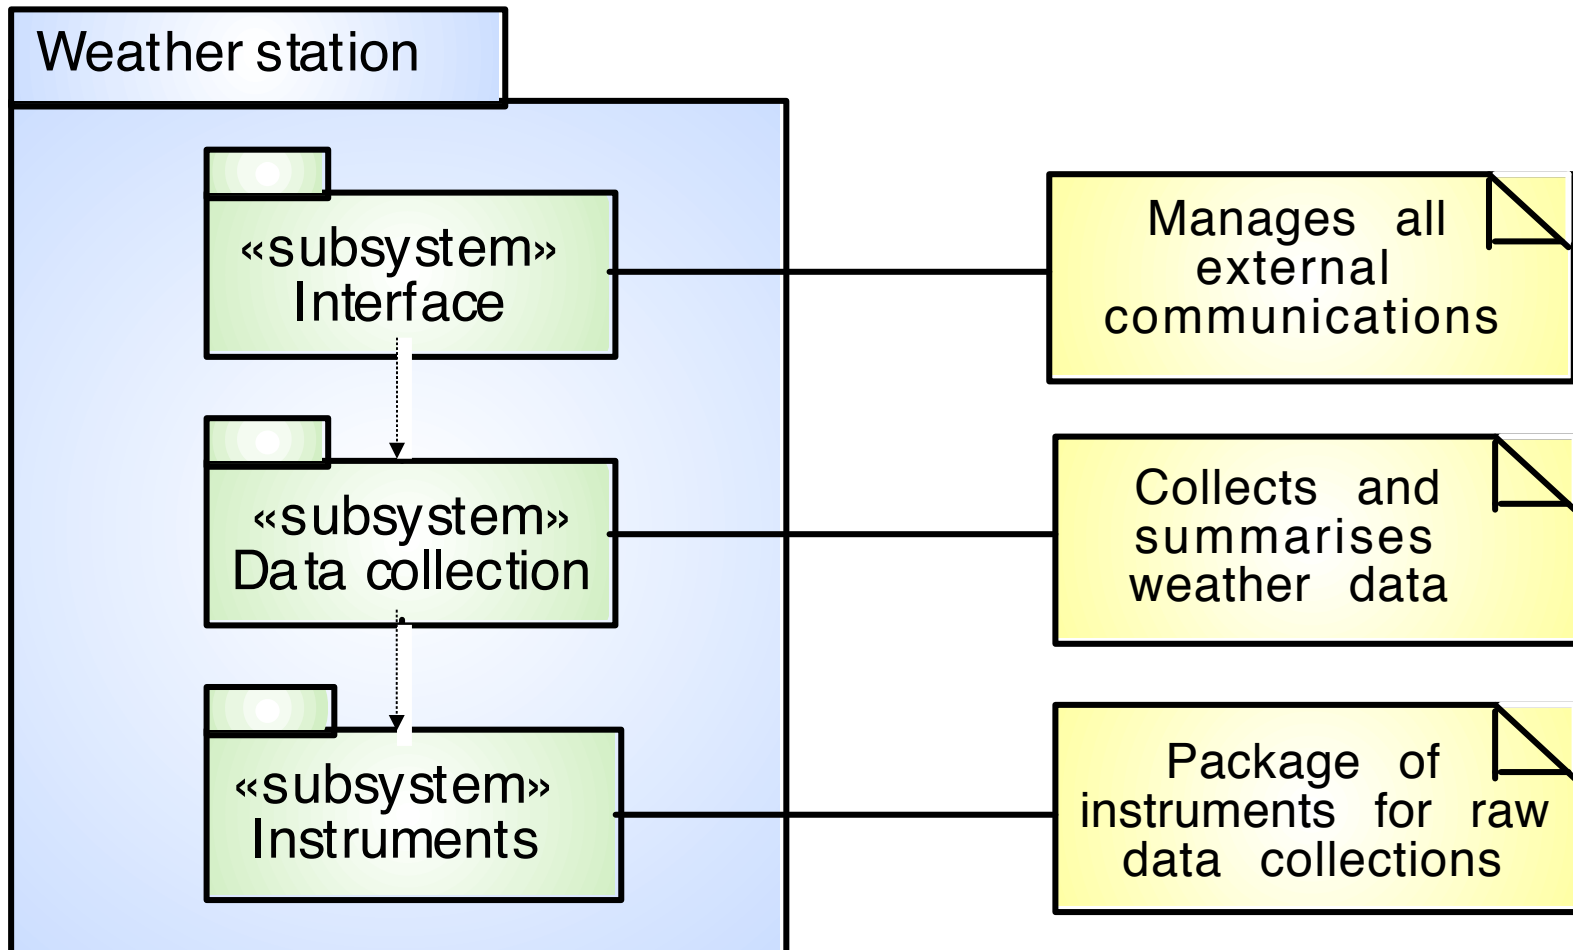 Weather station
«subsystem»
Interface
Manages all
external
communications
«subsystem»
Data collection
Collects and
summarises
weather data
«subsystem»
Instruments
Package of
instruments for raw
data collections